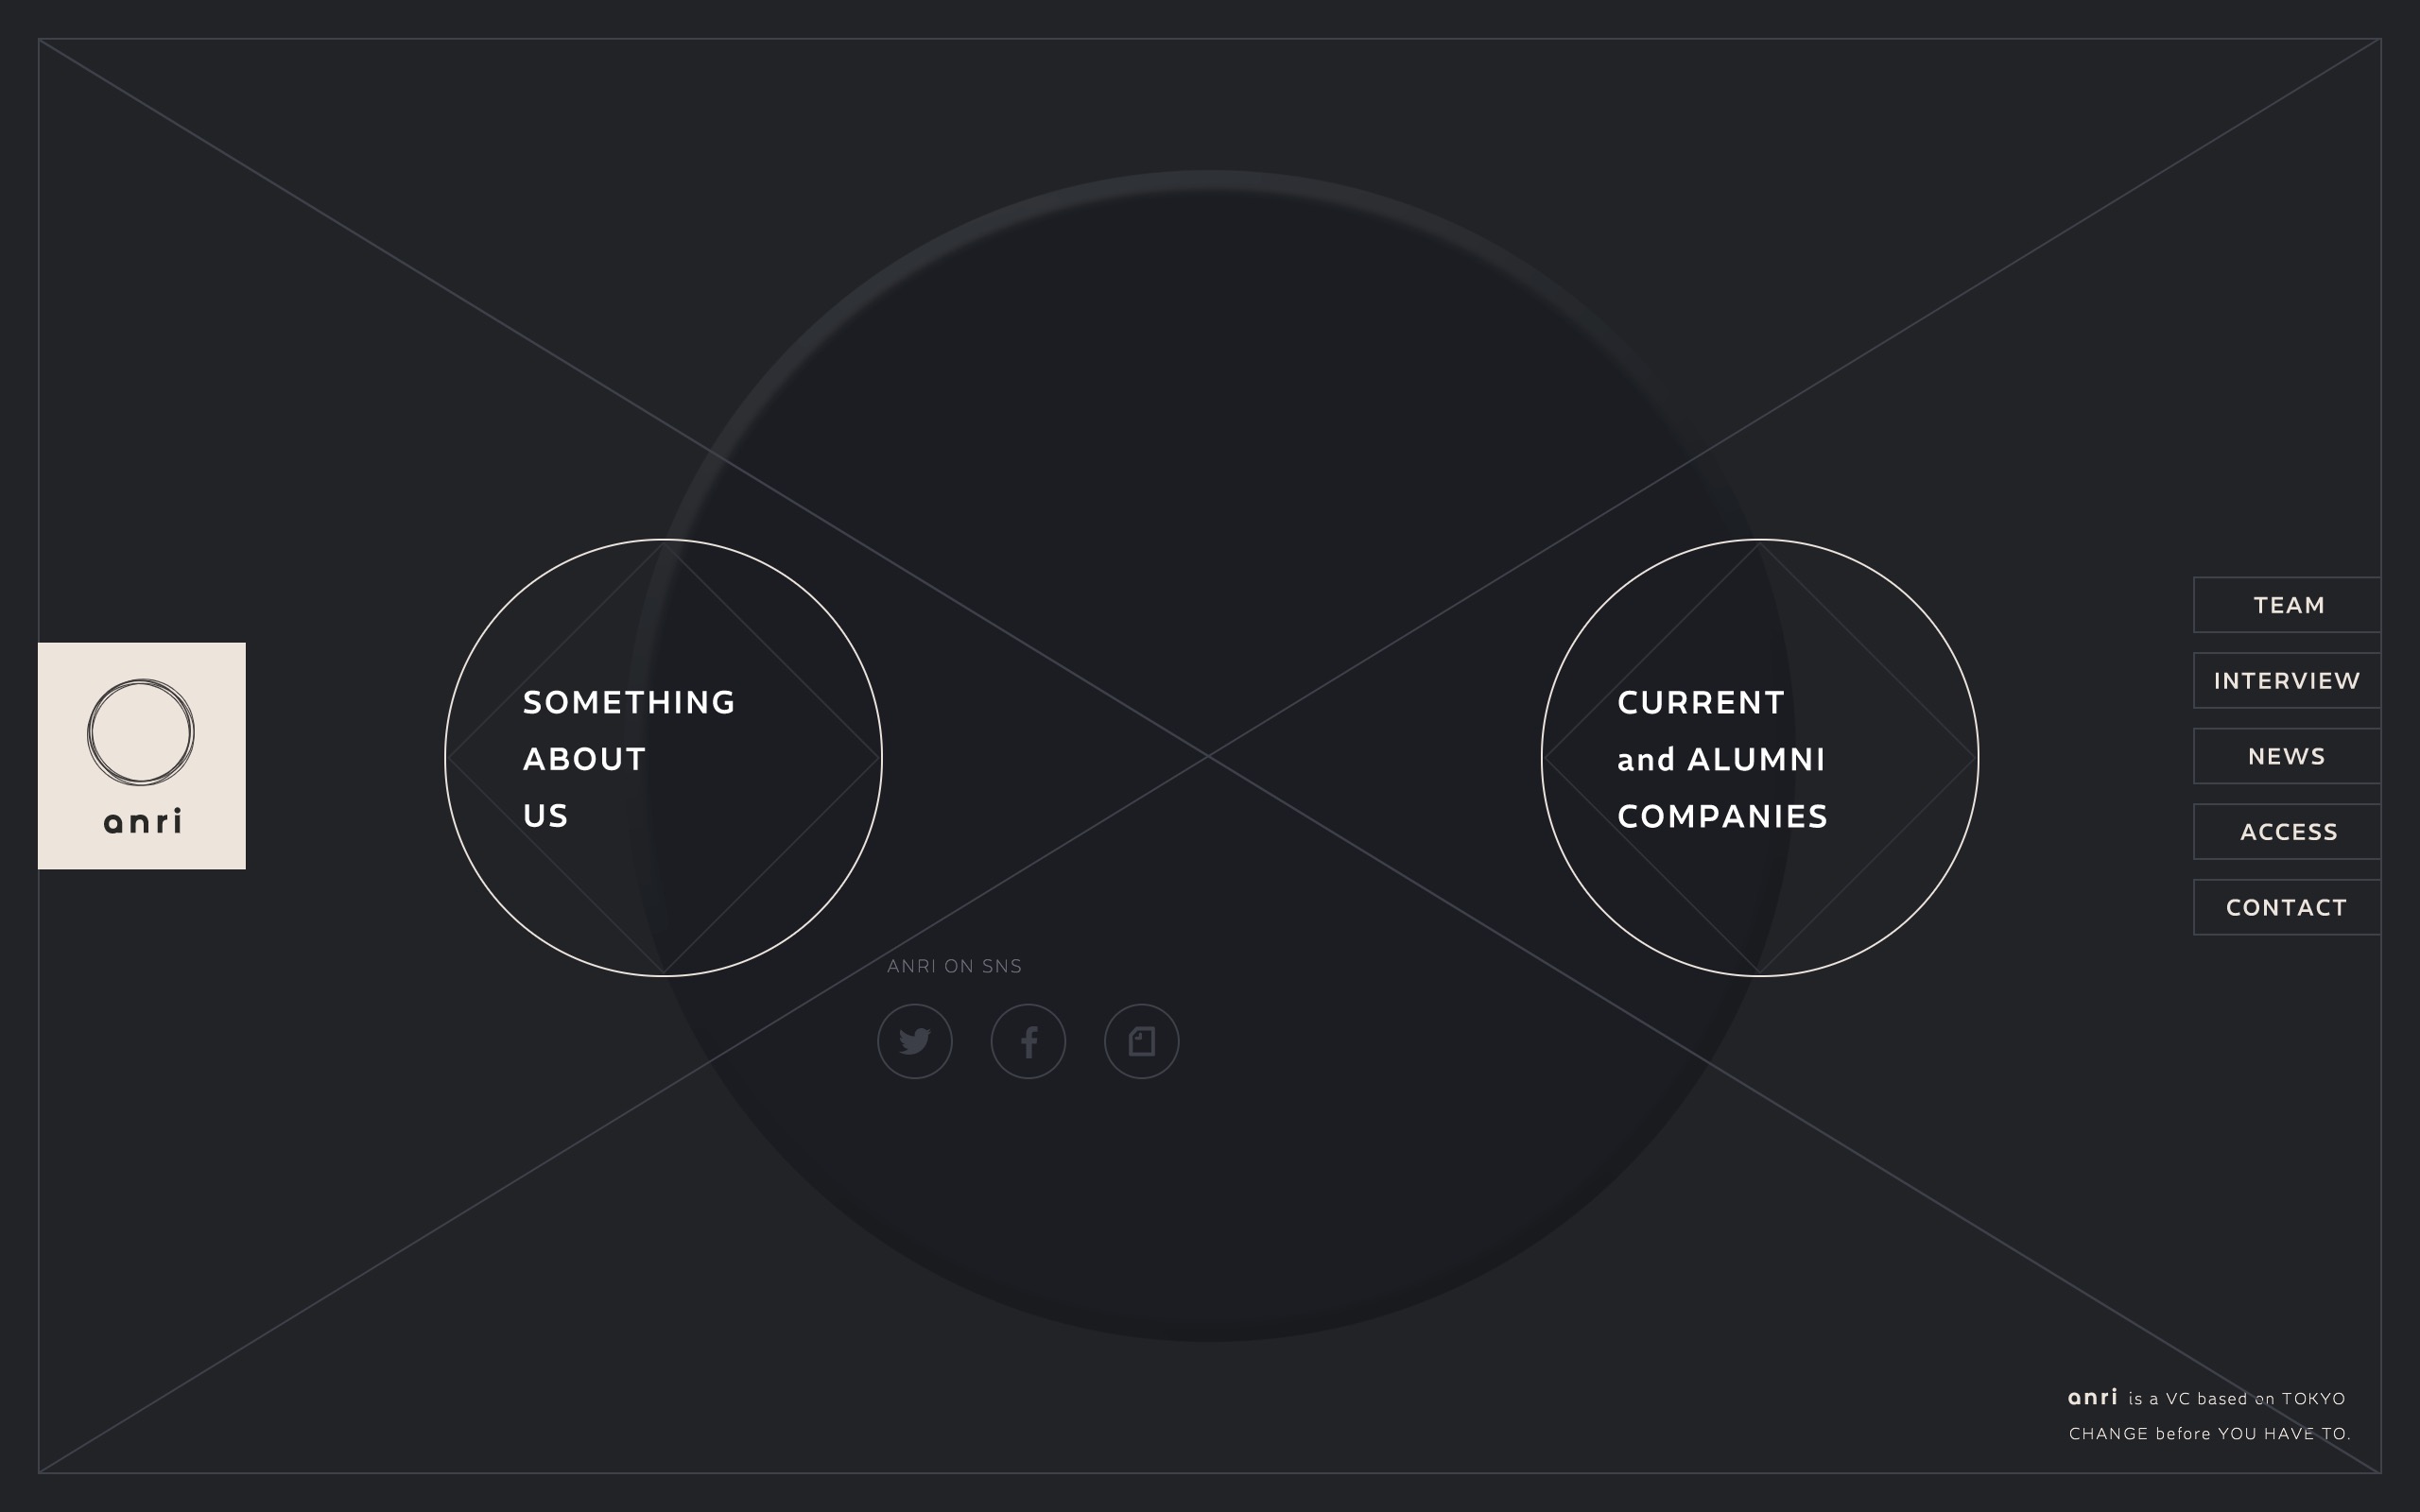 anri
SOMETHING
ABOUT
US
CURRENT
and ALUMNI
COMPANIES
TEAM
INTERVIEW
NEWS
ACCESS
CONTACT
ANRI ON SNS
anri is a VC based on TOKYO
CHANGE before YOU HAVE TO.